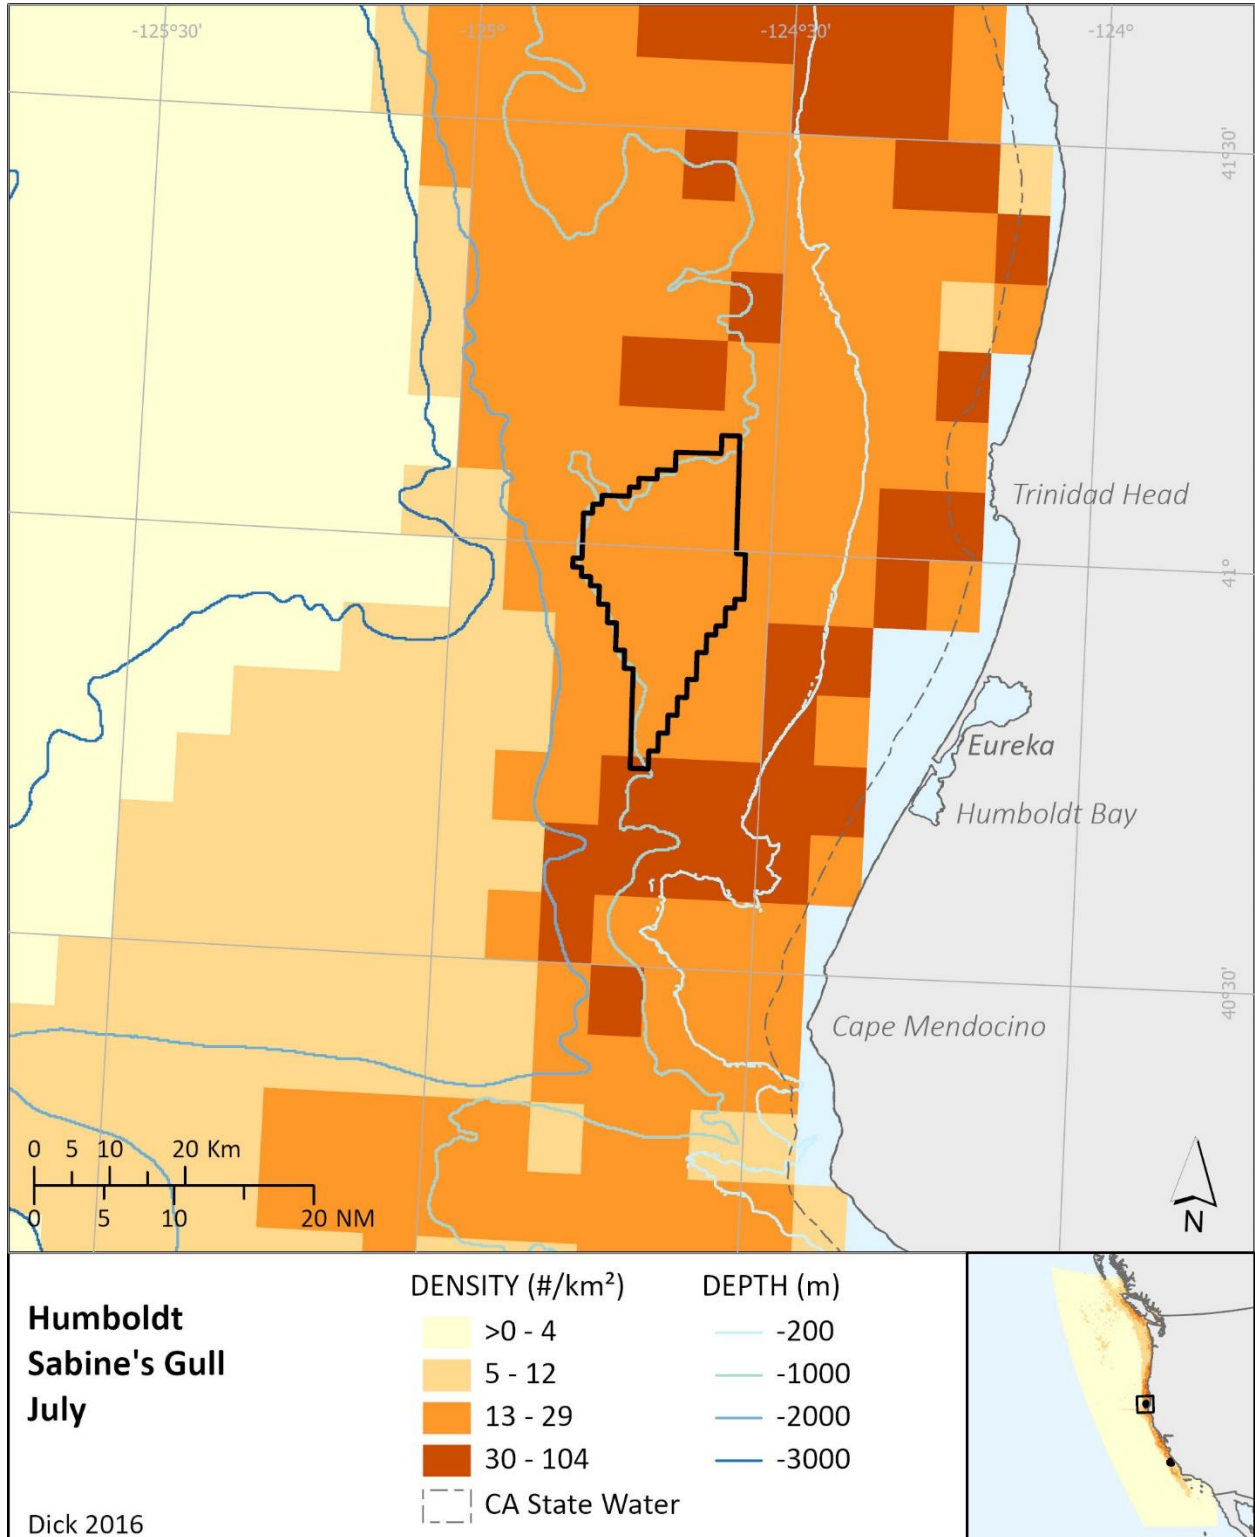 -125°30'
-125°
-124°30'
-124°
41°30'
Trinidad Head
41°
Eureka
Humboldt Bay
40°30'
Cape Mendocino
0 5 10 20 Km
0 5 10 20 NM
N
Humboldt
Sabine's Gull
July
Dick 2016
DENSITY (#/km²)
>0 - 4
5 - 12
13 - 29
30 - 104
CA State Water
DEPTH (m)
-200
-1000
-2000
-3000